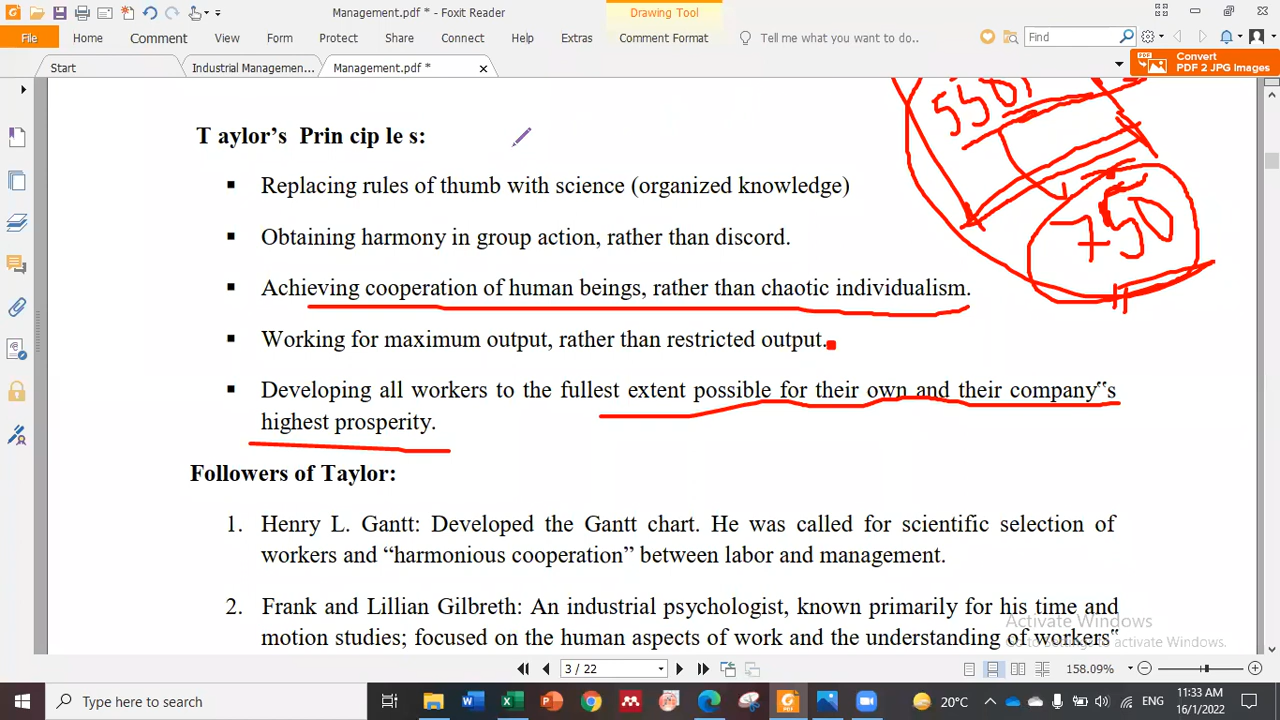 Management.pdf * - Foxit Reader
Drawing Tool
File Home Comment View Form Protect Share Connect Help Extras Comment Format Tell me what you want to do.. Find
Convert
PDF 2 JPG Images
Start Industrial Managemen... Management.pdf *
T aylor’s Prin cip le s:
▪ Replacing rules of thumb with science (organized knowledge)
▪ Obtaining harmony in group action, rather than discord.
▪ Achieving cooperation of human beings, rather than chaotic individualism.
▪ Working for maximum output, rather than restricted output.
▪ Developing all workers to the fullest extent possible for their own and their company‟s
highest prosperity.
750
Followers of Taylor:
1. Henry L. Gantt: Developed the Gantt chart. He was called for scientific selection of
workers and “harmonious cooperation” between labor and management.
2. Frank and Lillian Gilbreth: An industrial psychologist, known primarily for his time and
motion studies; focused on the human aspects of work and the understanding of workers‟
Activate Windows
Go to Settings to activate Windows.
3 / 22 158.09%
Type here to search 20°C ENG 11:33 AM
16/1/2022